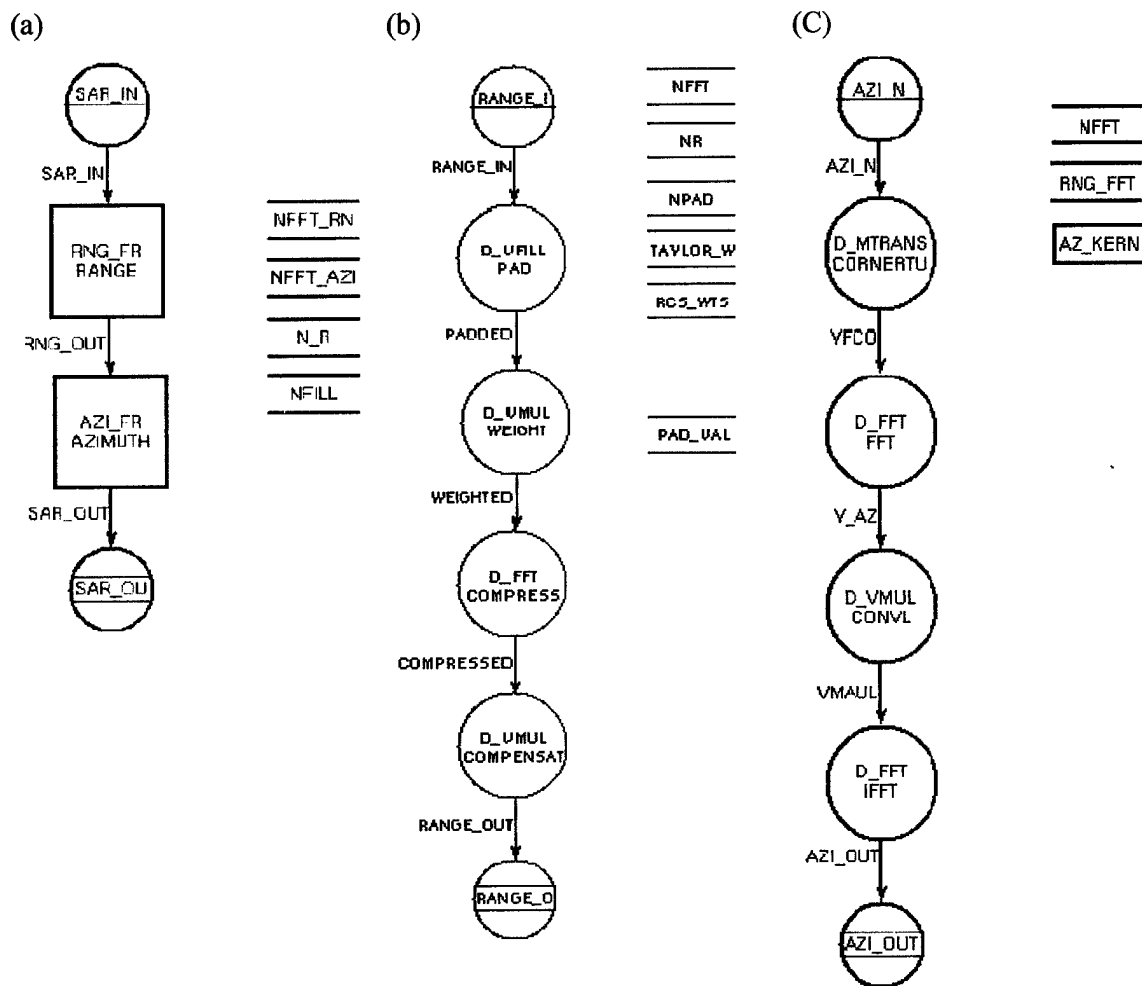 (a)
SAR_IN
SAR_IN
RNG_FR
RANGE
RNG_OUT
AZI_FR
AZIMUTH
SAR_OUT
SAR_OU
NFFT_RN
NFFT_AZI
N_R
NFILL
(b)
RANGE_I
RANGE_IN
D_VFILL
PAD
PADDED
D_VMUL
WEIGHT
WEIGHTED
D_FFT
COMPRESS
COMPRESSED
D_VMUL
COMPENSAT
RANGE_OUT
RANGE_O
NFFT
NR
NPAD
TAYLOR_W
RCS_WTS
PAD_VAL
(C)
AZI_N
AZI_N
D_MTRANS
CORNERTU
VFCO
D_FFT
FFT
V_AZ
D_VMUL
CONVL
VMAUL
D_FFT
IFFT
AZI_OUT
AZI_OUT
NFFT
RNG_FFT
AZ_KERN